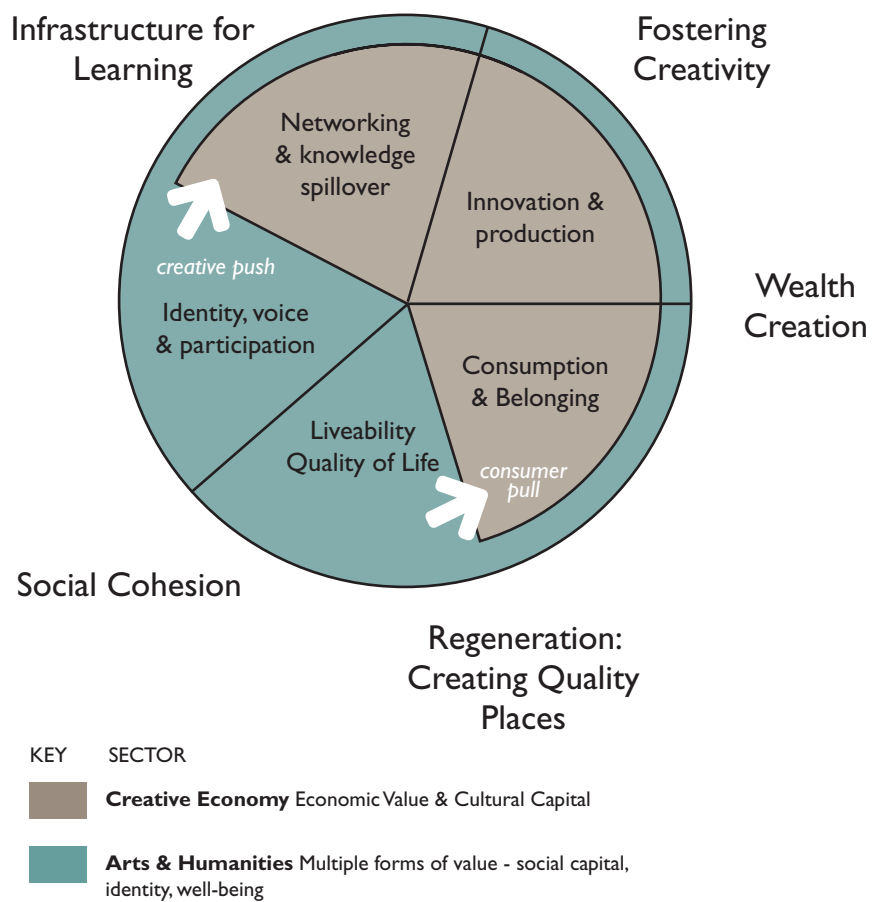 Infrastructure for
Learning
Fostering
Creativity
Networking
& knowledge
spillover
Innovation &
production
creative push
Identity, voice
& participation
Wealth
Creation
Consumption
& Belonging
Liveability
Quality of Life
consumer
pull
Social Cohesion
Regeneration:
Creating Quality
Places
KEY SECTOR
Creative Economy Economic Value & Cultural Capital
Arts & Humanities Multiple forms of value - social capital,
identity, well-being